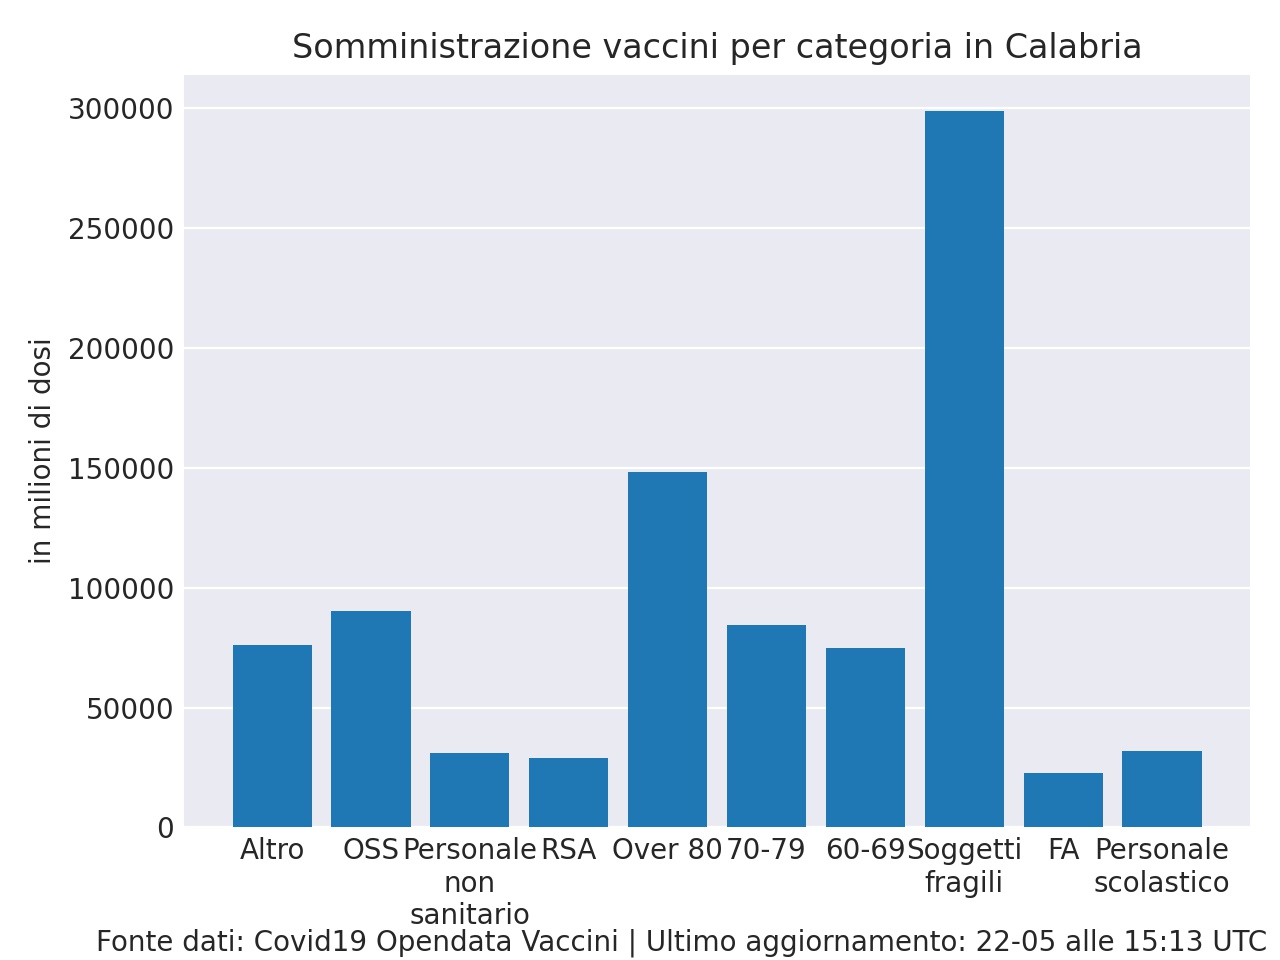 Somministrazione vaccini per categoria in Calabria
in milioni di dosi
300000
250000
200000
150000
100000
50000
0
Altro
OSS
Personale
non
sanitario
RSA
Over 80
70-79
60-69
Soggetti
fragili
FA
Personale
scolastico
Fonte dati: Covid19 Opendata Vaccini | Ultimo aggiornamento: 22-05 alle 15:13 UTC